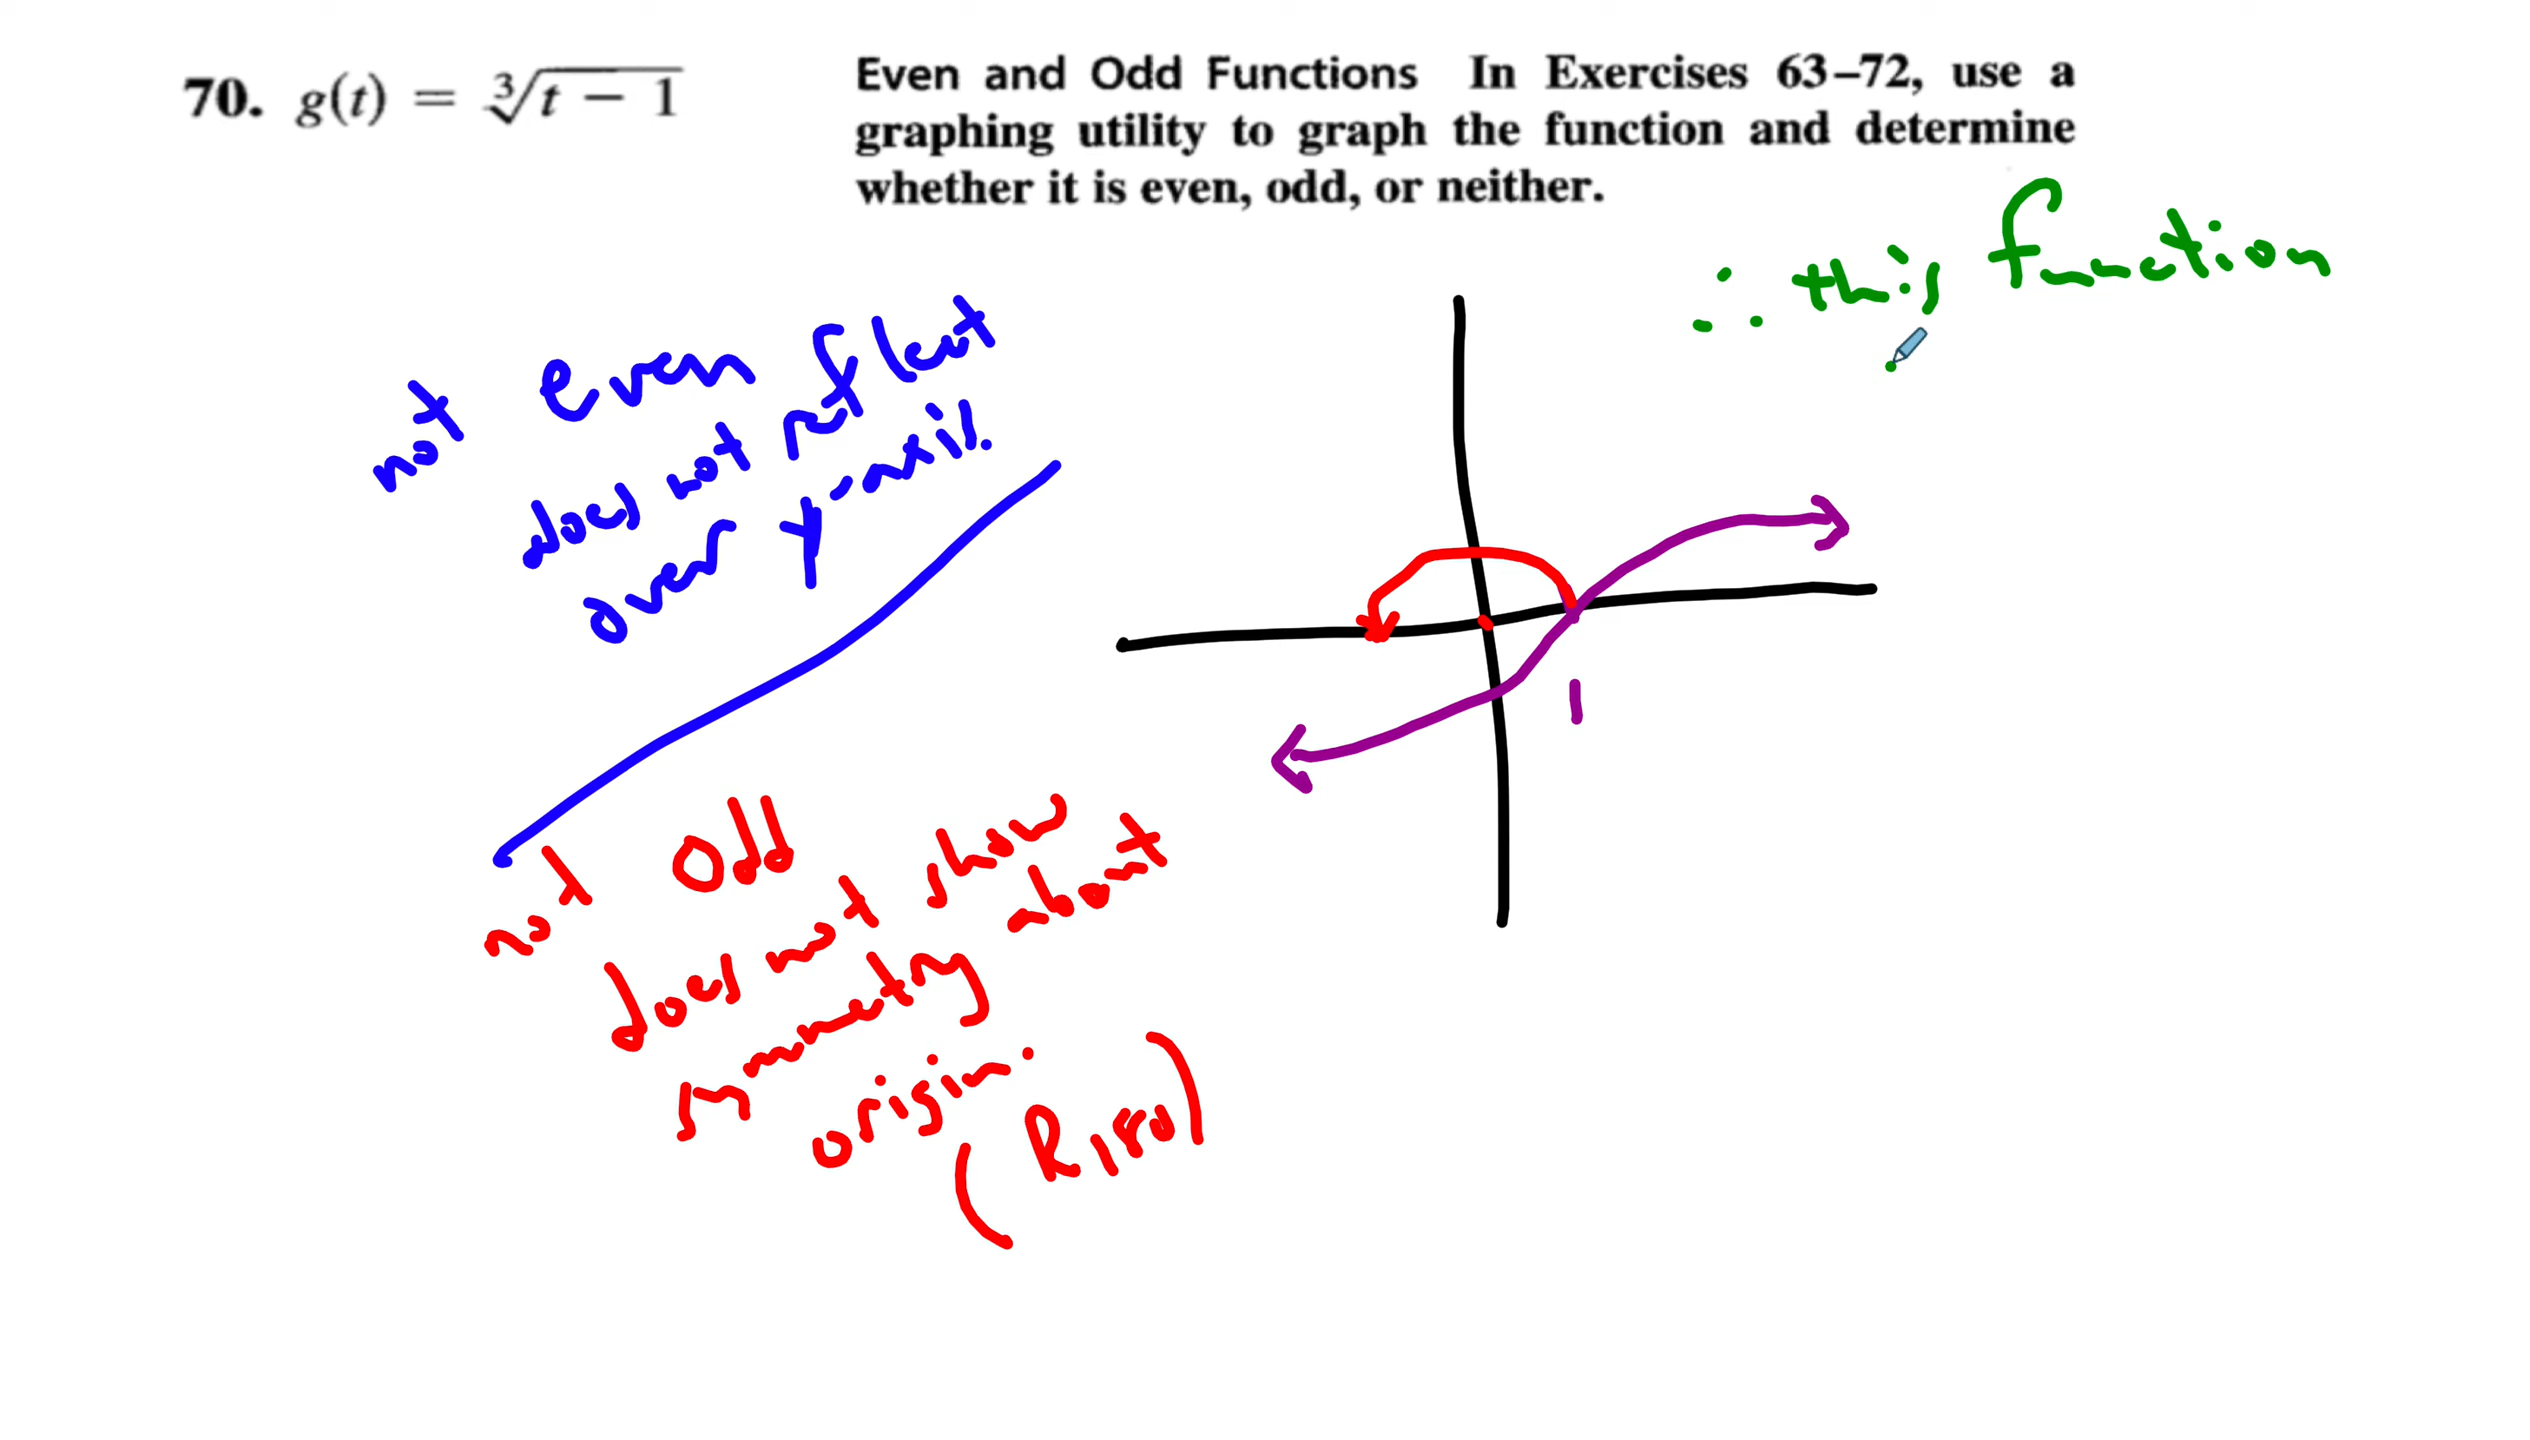 70. g(t) = ∛(t − 1)
Even and Odd Functions In Exercises 63–72, use a
graphing utility to graph the function and determine
whether it is even, odd, or neither.
∴ this function
not even
does not reflect
over y-axis.
1
not odd
does not show
symmetry about
origin.
(R180)